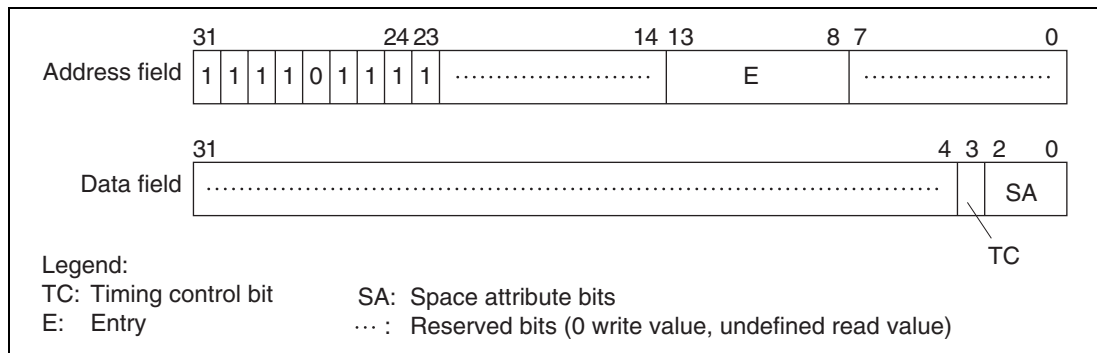 31 24 23 14 13 8 7 0
Address field 1 1 1 1 0 1 1 1 1 ........................ E ........................
31 4 3 2 0
Data field ........................................................................ SA
TC
Legend:
TC: Timing control bit SA: Space attribute bits
E: Entry ··· : Reserved bits (0 write value, undefined read value)